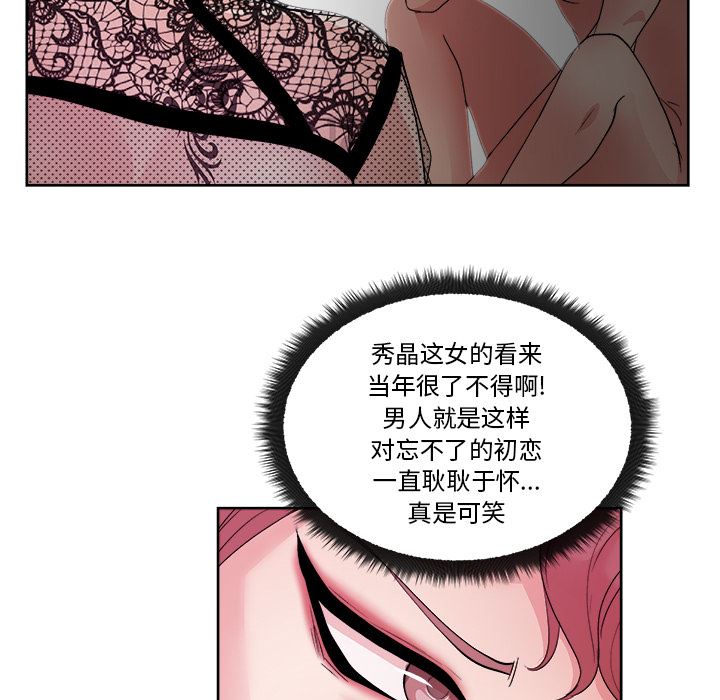 秀晶这女的看来
当年很了不得啊!
男人就是这样
对忘不了的初恋
一直耿耿于怀...
真是可笑